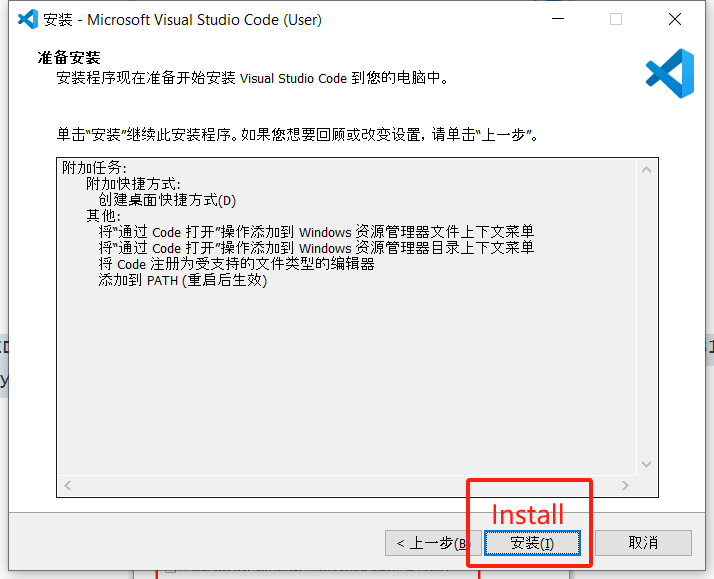 安装 - Microsoft Visual Studio Code (User)
准备安装
安装程序现在准备开始安装 Visual Studio Code 到您的电脑中。
单击“安装”继续此安装程序。如果您想要回顾或改变设置，请单击“上一步”。
附加任务:
附加快捷方式:
创建桌面快捷方式(D)
其他:
将“通过 Code 打开”操作添加到 Windows 资源管理器文件上下文菜单
将“通过 Code 打开”操作添加到 Windows 资源管理器目录上下文菜单
将 Code 注册为受支持的文件类型的编辑器
添加到 PATH (重启后生效)
Install
< 上一步(B
安装(I)
取消